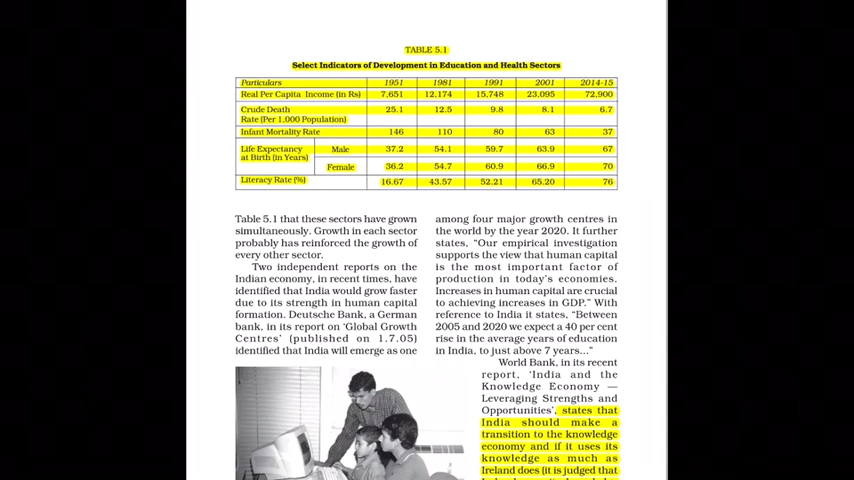 TABLE 5.1
Select Indicators of Development in Education and Health Sectors
Particulars 1951 1981 1991 2001 2014-15
Real Per Capita Income (in Rs) 7,651 12,174 15,748 23,095 72,900
Crude Death 25.1 12.5 9.8 8.1 6.7
Rate (Per 1,000 Population)
Infant Mortality Rate 146 110 80 63 37
Life Expectancy Male 37.2 54.1 59.7 63.9 67
at Birth (in Years)
Female 36.2 54.7 60.9 66.9 70
Literacy Rate (%) 16.67 43.57 52.21 65.20 76
Table 5.1 that these sectors have grown
simultaneously. Growth in each sector
probably has reinforced the growth of
every other sector.
Two independent reports on the
Indian economy, in recent times, have
identified that India would grow faster
due to its strength in human capital
formation. Deutsche Bank, a German
bank, in its report on ‘Global Growth
Centres’ (published on 1.7.05)
identified that India will emerge as one
among four major growth centres in
the world by the year 2020. It further
states, “Our empirical investigation
supports the view that human capital
is the most important factor of
production in today’s economies.
Increases in human capital are crucial
to achieving increases in GDP.” With
reference to India it states, “Between
2005 and 2020 we expect a 40 per cent
rise in the average years of education
in India, to just above 7 years...”
World Bank, in its recent
report, ‘India and the
Knowledge Economy —
Leveraging Strengths and
Opportunities’, states that
India should make a
transition to the knowledge
economy and if it uses its
knowledge as much as
Ireland does (it is judged that